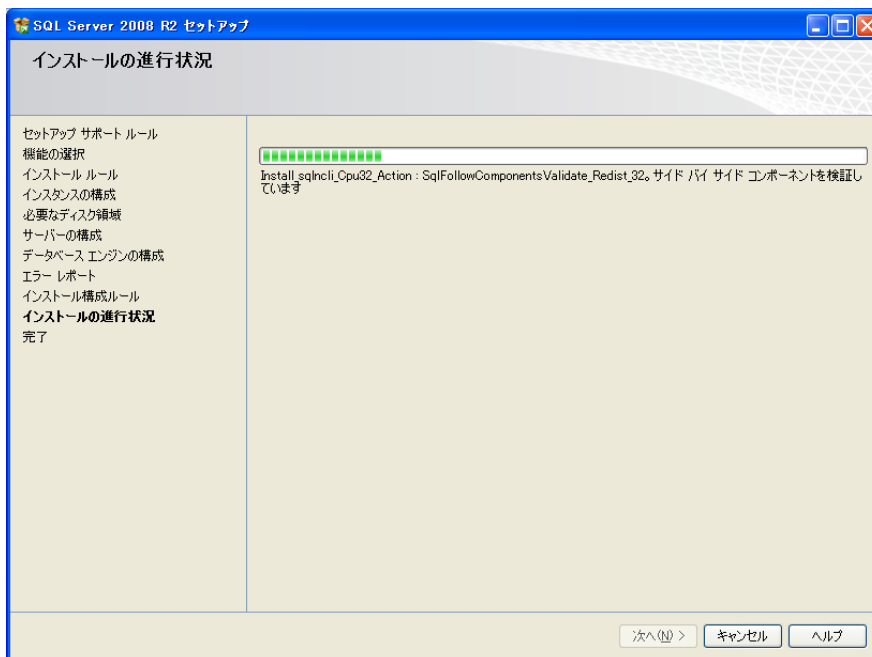 SQL Server 2008 R2 セットアップ
インストールの進行状況
セットアップ サポート ルール
機能の選択
インストール ルール
インスタンスの構成
必要なディスク領域
サーバーの構成
データベース エンジンの構成
エラー レポート
インストール構成ルール
インストールの進行状況
完了
Install_sqlncli_Cpu32_Action : SqlFollowComponentsValidate_Redist_32。サイド バイ サイド コンポーネントを検証し
ています
次へ(N) >
キャンセル
ヘルプ